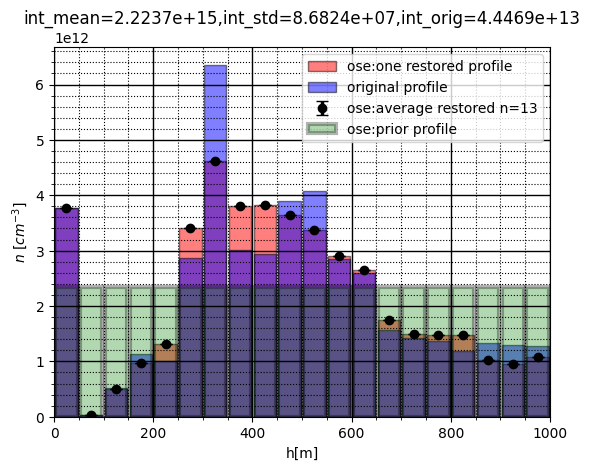 int_mean=2.2237e+15,int_std=8.6824e+07,int_orig=4.4469e+13
1e12
ose:one restored profile
original profile
ose:average restored n=13
ose:prior profile
6
5
4
3
2
1
0
n [cm⁻³]
0 200 400 600 800 1000
h[m]